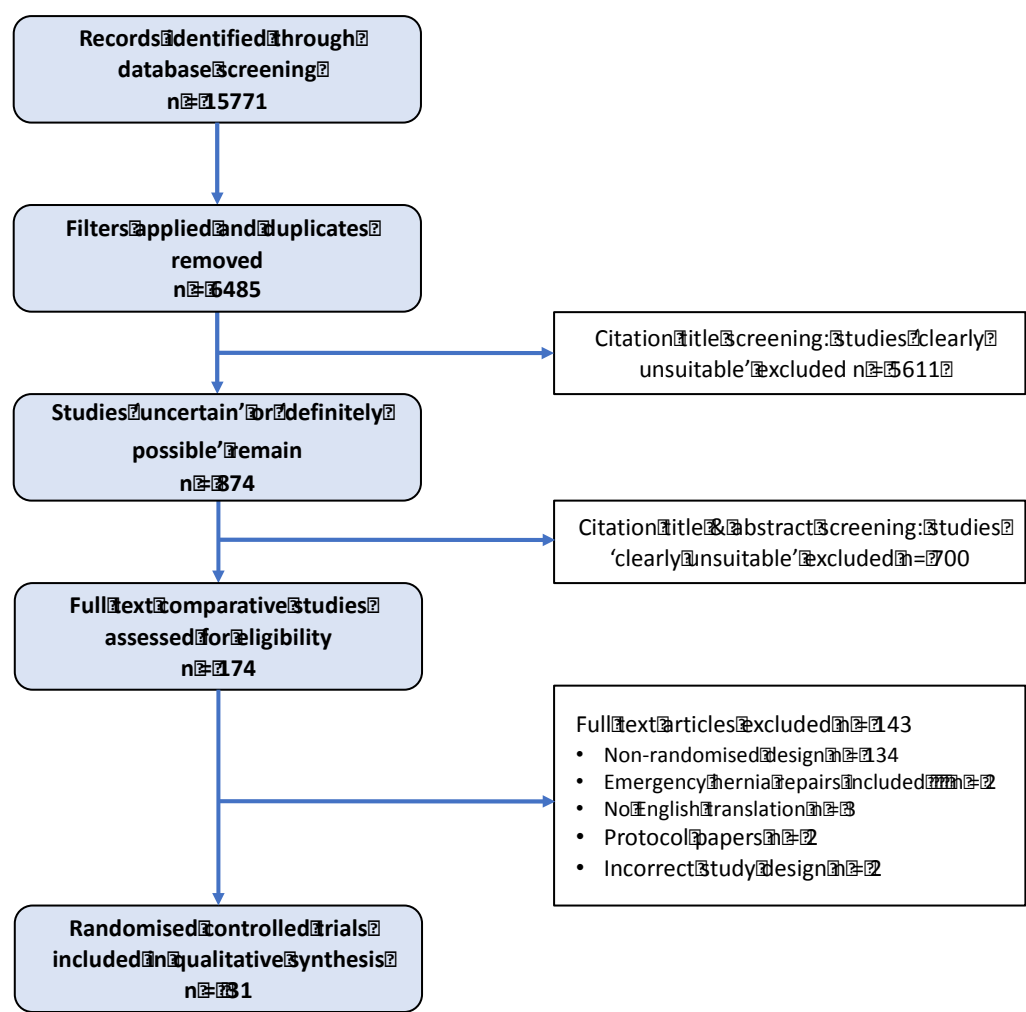 Records identified through
database screening
n = 15771
Filters applied and duplicates
removed
n = 6485
Citation title screening: studies ‘clearly
unsuitable’ excluded n = 5611
Studies ‘uncertain’ or ‘definitely
possible’ remain
n = 874
Citation title & abstract screening: studies
‘clearly unsuitable’ excluded n= 700
Full text comparative studies
assessed for eligibility
n = 174
Full text articles excluded n = 143
• Non-randomised design n = 134
• Emergency hernia repairs included n = 2
• No English translation n = 3
• Protocol papers n = 2
• Incorrect study design n = 2
Randomised controlled trials
included in qualitative synthesis
n = 31